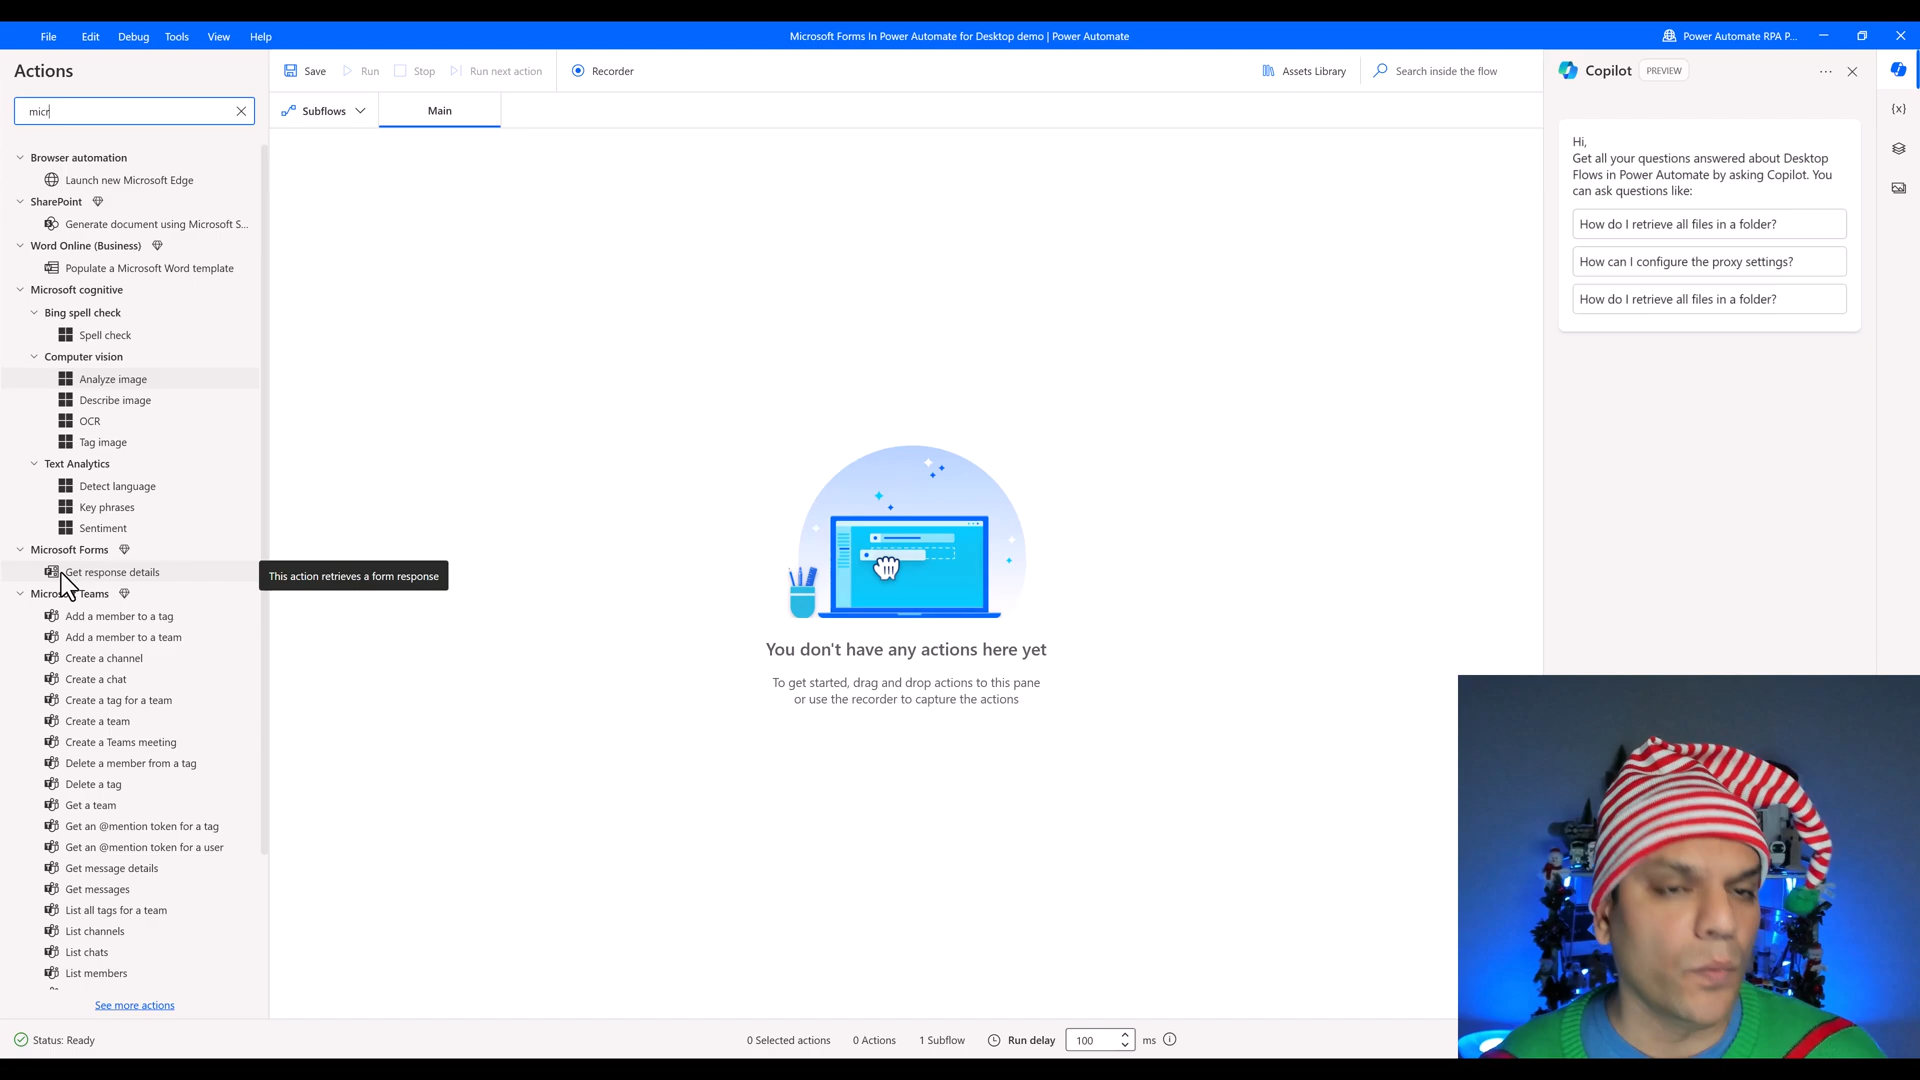 File Edit Debug Tools View Help
Microsoft Forms In Power Automate for Desktop demo | Power Automate
Power Automate RPA P...
Actions
micr
Browser automation
Launch new Microsoft Edge
SharePoint
Generate document using Microsoft S...
Word Online (Business)
Populate a Microsoft Word template
Microsoft cognitive
Bing spell check
Spell check
Computer vision
Analyze image
Describe image
OCR
Tag image
Text Analytics
Detect language
Key phrases
Sentiment
Microsoft Forms
Get response details
This action retrieves a form response
Teams
Add a member to a tag
Add a member to a team
Create a channel
Create a chat
Create a tag for a team
Create a team
Create a Teams meeting
Delete a member from a tag
Delete a tag
Get a team
Get an @mention token for a tag
Get an @mention token for a user
Get message details
Get messages
List all tags for a team
List channels
List chats
List members
See more actions
Save Run Stop Run next action Recorder
Assets Library Search inside the flow
Subflows Main
You don't have any actions here yet
To get started, drag and drop actions to this pane
or use the recorder to capture the actions
Copilot PREVIEW
{x}
Hi,
Get all your questions answered about Desktop
Flows in Power Automate by asking Copilot. You
can ask questions like:
How do I retrieve all files in a folder?
How can I configure the proxy settings?
How do I retrieve all files in a folder?
Status: Ready
0 Selected actions 0 Actions 1 Subflow Run delay 100 ms